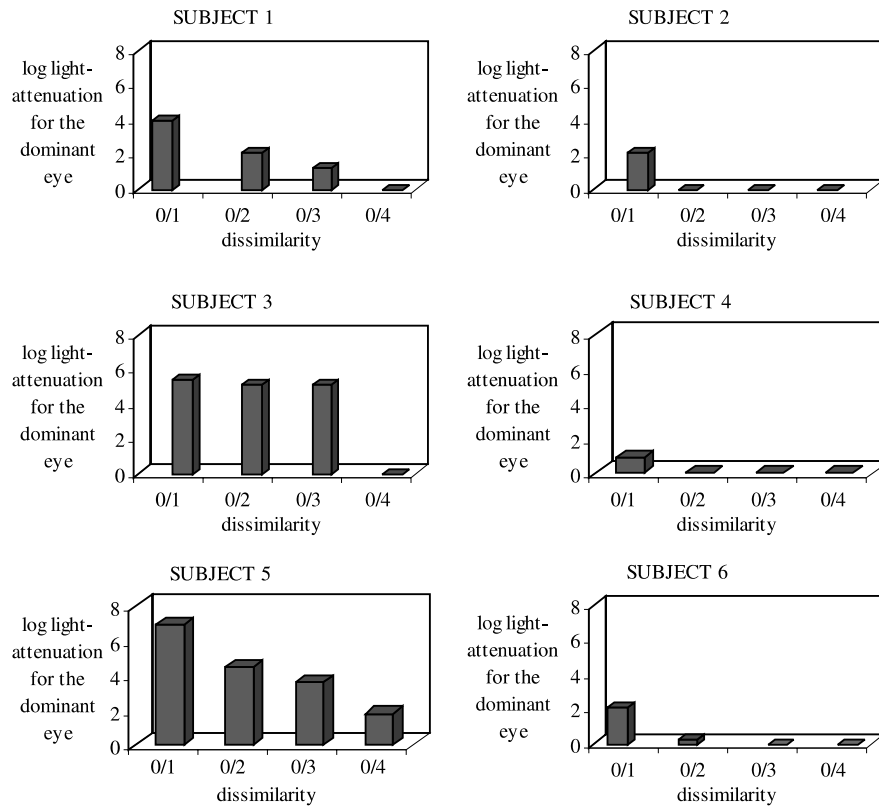 SUBJECT 1
log light-
attenuation
for the
dominant
eye
8
6
4
2
0
0/1 0/2 0/3 0/4
dissimilarity
SUBJECT 2
log light-
attenuation
for the
dominant
eye
8
6
4
2
0
0/1 0/2 0/3 0/4
dissimilarity
SUBJECT 3
log light-
attenuation
for the
dominant
eye
8
6
4
2
0
0/1 0/2 0/3 0/4
dissimilarity
SUBJECT 4
log light-
attenuation
for the
dominant
eye
8
6
4
2
0
0/1 0/2 0/3 0/4
dissimilarity
SUBJECT 5
log light-
attenuation
for the
dominant
eye
8
6
4
2
0
0/1 0/2 0/3 0/4
dissimilarity
SUBJECT 6
log light-
attenuation
for the
dominant
eye
8
6
4
2
0
0/1 0/2 0/3 0/4
dissimilarity